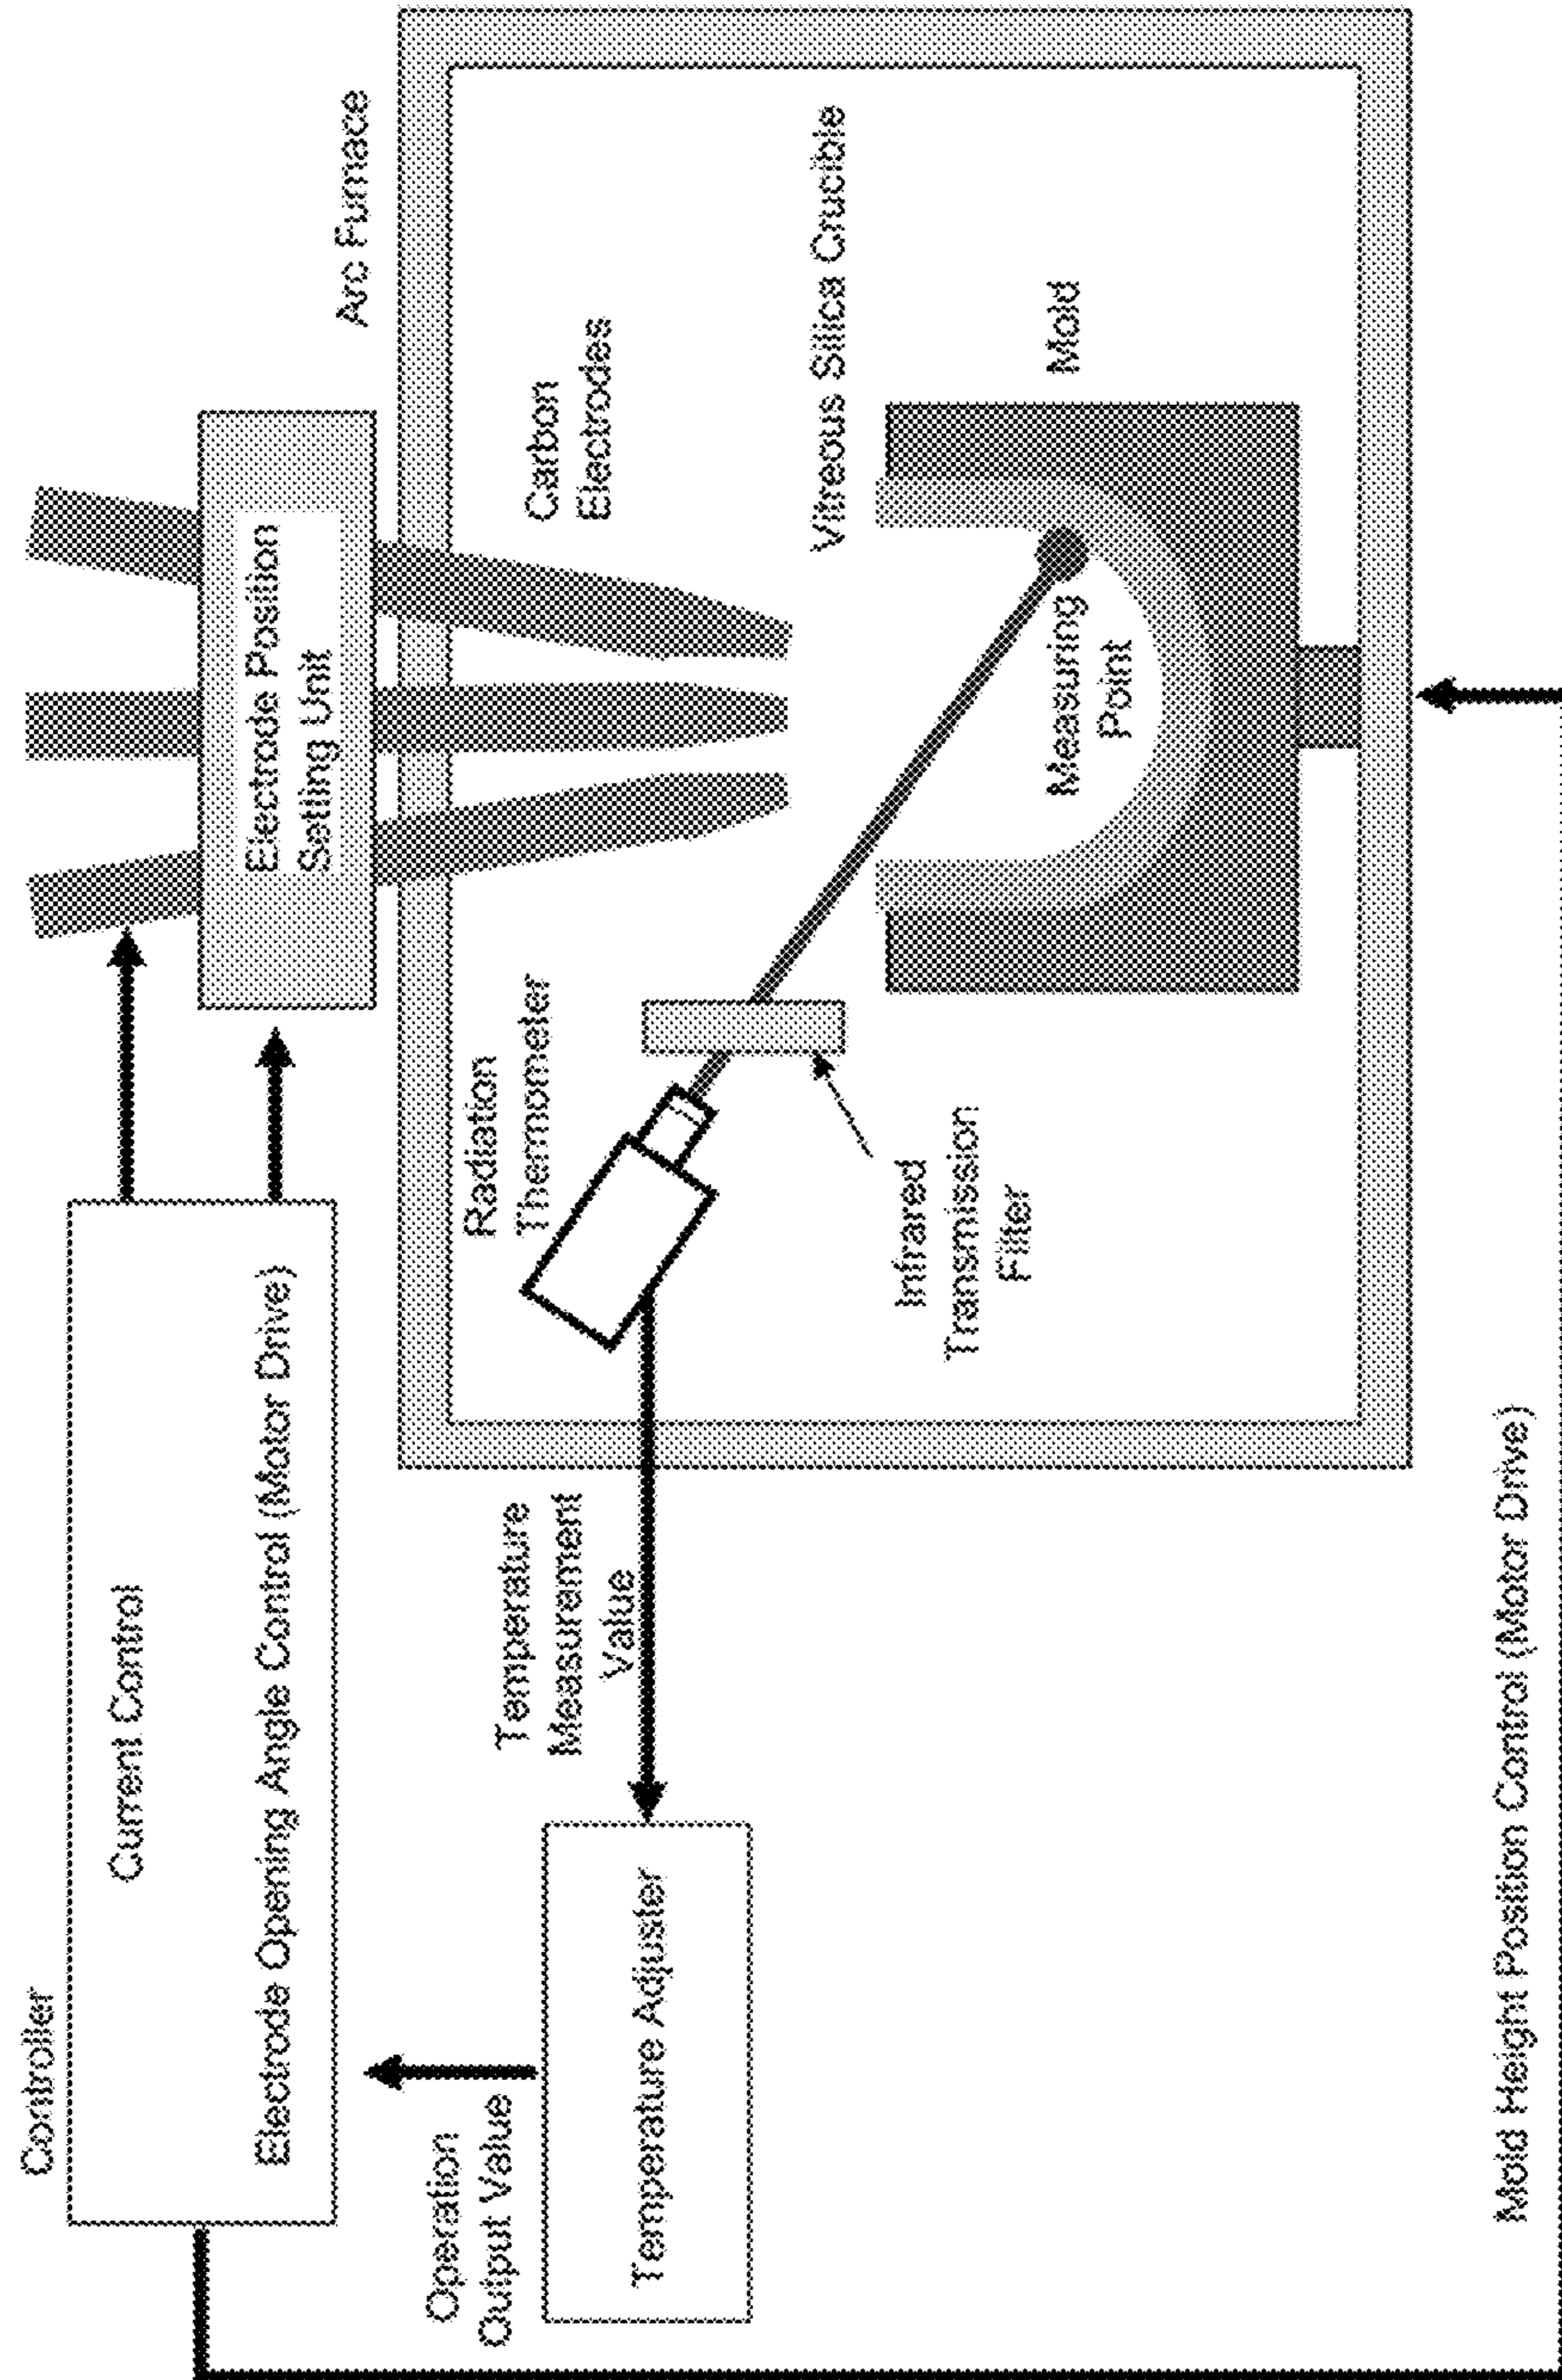 Controller
Current Control
Electrode Opening Angle Control (Motor Drive)
Operation
Output Value
Temperature Adjuster
Temperature
Measurement
Value
Electrode Position
Setting Unit
Arc Furnace
Carbon
Electrodes
Radiation
Thermometer
Infrared
Transmission
Filter
Vitreous Silica Crucible
Measuring
Point
Mold
Mold Height Position Control (Motor Drive)